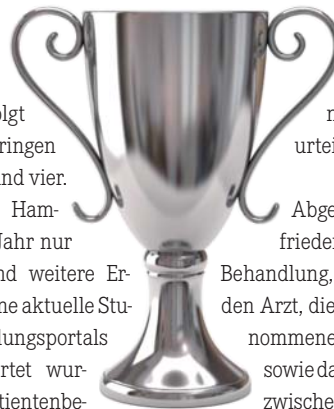 olgt
ringen
nd vier.
Ham-
Jahr nur
nd weitere Er-
ne aktuelle Stu-
lungsportals
rtet wur-
tientenbe-
urtei
Abge
frieden
Behandlung,
den Arzt, die
nommene
sowie da
zwische